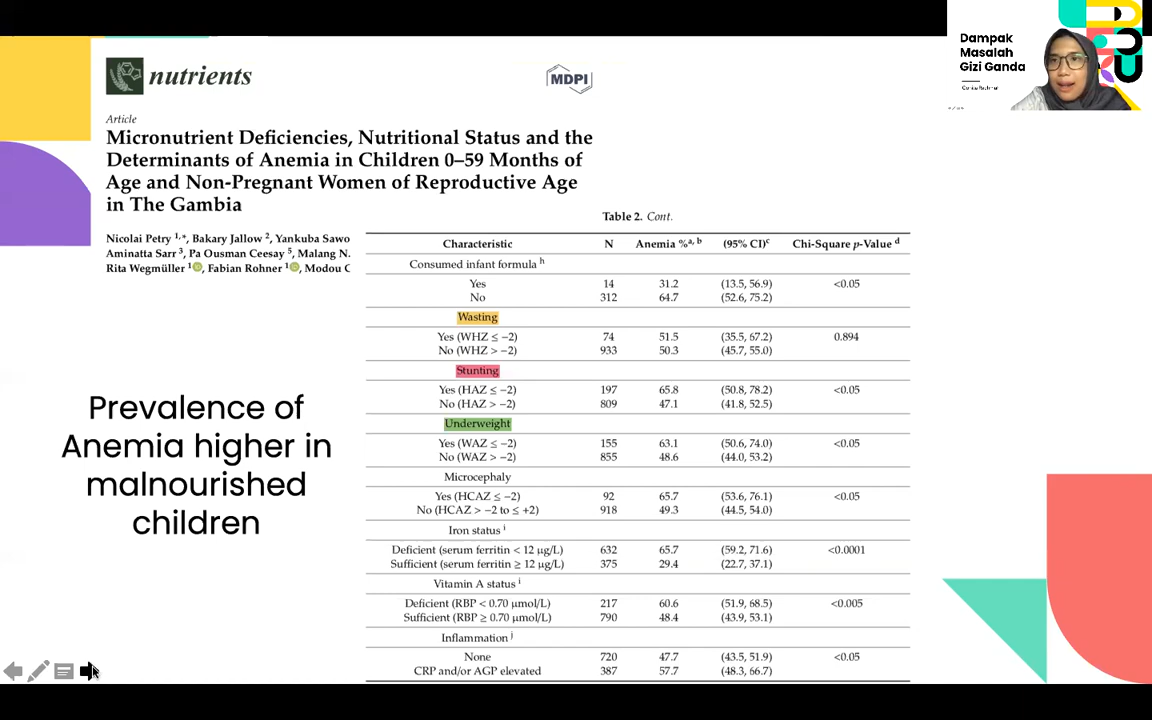 Dampak
Masalah
Gizi Ganda
nutrients
MDPI
Article
Micronutrient Deficiencies, Nutritional Status and the
Determinants of Anemia in Children 0–59 Months of
Age and Non-Pregnant Women of Reproductive Age
in The Gambia
Nicolai Petry 1,*, Bakary Jallow 2, Yankuba Sawo
Aminatta Sarr 3, Pa Ousman Ceesay 5, Malang N.
Rita Wegmüller 1, Fabian Rohner 1, Modou C
Prevalence of
Anemia higher in
malnourished
children
Table 2. Cont.
Characteristic N Anemia %a, b (95% CI)c Chi-Square p-Value d
Consumed infant formula h
Yes 14 31.2 (13.5, 56.9) <0.05
No 312 64.7 (52.6, 75.2)
Wasting
Yes (WHZ ≤ −2) 74 51.5 (35.5, 67.2) 0.894
No (WHZ > −2) 933 50.3 (45.7, 55.0)
Stunting
Yes (HAZ ≤ −2) 197 65.8 (50.8, 78.2) <0.05
No (HAZ > −2) 809 47.1 (41.8, 52.5)
Underweight
Yes (WAZ ≤ −2) 155 63.1 (50.6, 74.0) <0.05
No (WAZ > −2) 855 48.6 (44.0, 53.2)
Microcephaly
Yes (HCAZ ≤ −2) 92 65.7 (53.6, 76.1) <0.05
No (HCAZ > −2 to ≤ +2) 918 49.3 (44.5, 54.0)
Iron status i
Deficient (serum ferritin < 12 µg/L) 632 65.7 (59.2, 71.6) <0.0001
Sufficient (serum ferritin ≥ 12 µg/L) 375 29.4 (22.7, 37.1)
Vitamin A status i
Deficient (RBP < 0.70 µmol/L) 217 60.6 (51.9, 68.5) <0.005
Sufficient (RBP ≥ 0.70 µmol/L) 790 48.4 (43.9, 53.1)
Inflammation j
None 720 47.7 (43.5, 51.9) <0.05
CRP and/or AGP elevated 387 57.7 (48.3, 66.7)